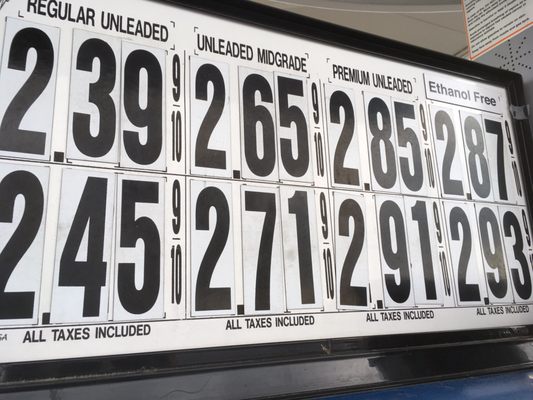 REGULAR UNLEADED UNLEADED MIDGRADE PREMIUM UNLEADED Ethanol Free
2.39 9/10 2.65 9/10 2.85 9/10 2.87 9/10
2.45 9/10 2.71 9/10 2.91 9/10 2.93 9/10
ALL TAXES INCLUDED ALL TAXES INCLUDED ALL TAXES INCLUDED ALL TAXES INCLUDED